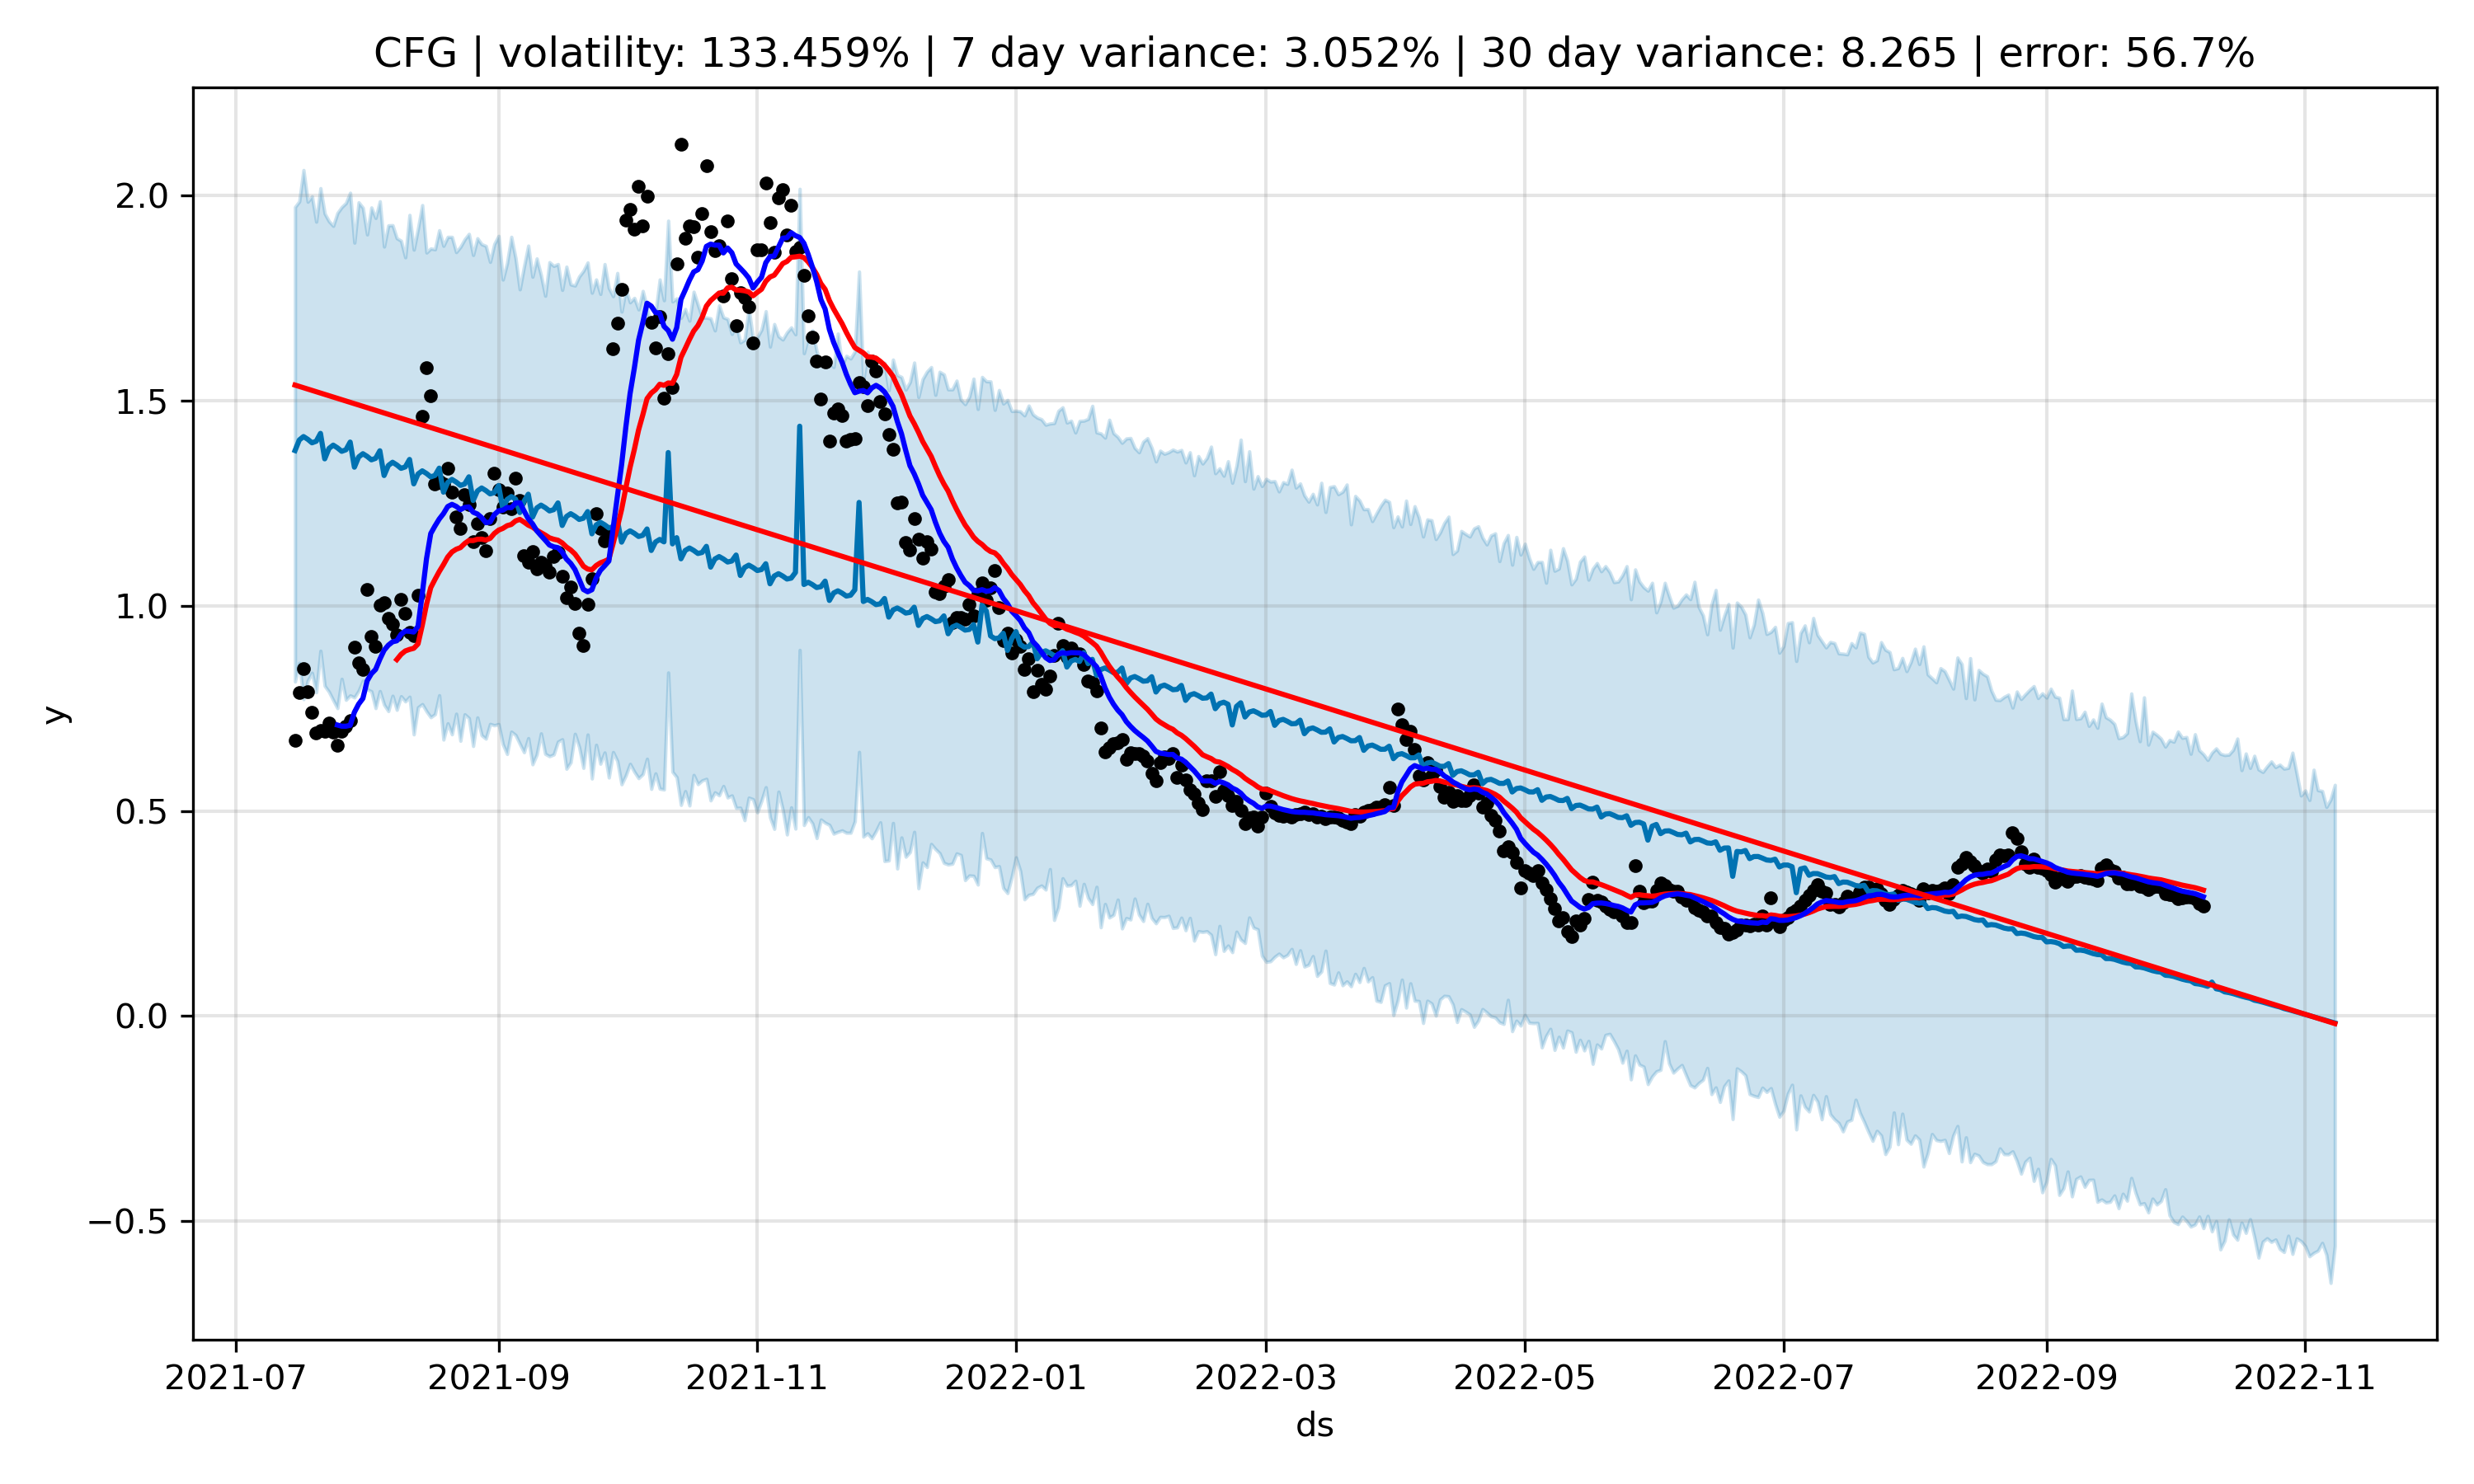 CFG | volatility: 133.459% | 7 day variance: 3.052% | 30 day variance: 8.265 | error: 56.7%
2.0
1.5
1.0
0.5
0.0
−0.5
y
2021-07 2021-09 2021-11 2022-01 2022-03 2022-05 2022-07 2022-09 2022-11
ds